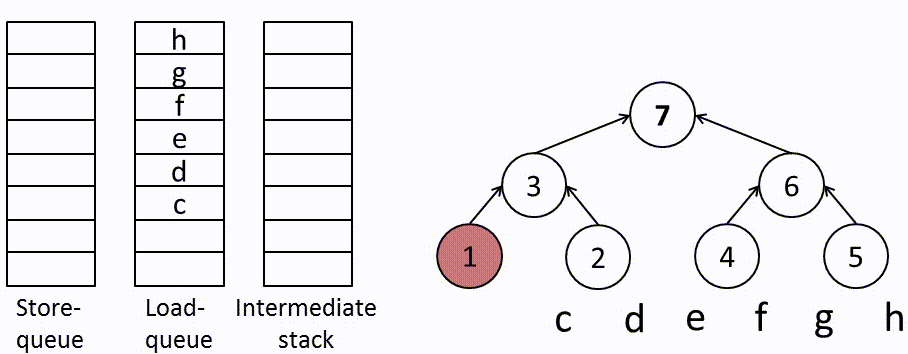 h
g
f
e
d
c
Store-
queue
Load-
queue
Intermediate
stack
7
3 6
1 2 4 5
c d e f g h